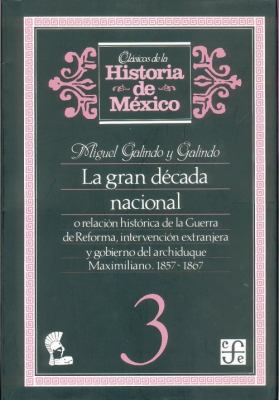 Clásicos de la
Historia
de
México
Miguel Galindo y Galindo
La gran década
nacional
o relación histórica de la Guerra
de Reforma, intervención extranjera
y gobierno del archiduque
Maximiliano. 1857-1867
3
cfe